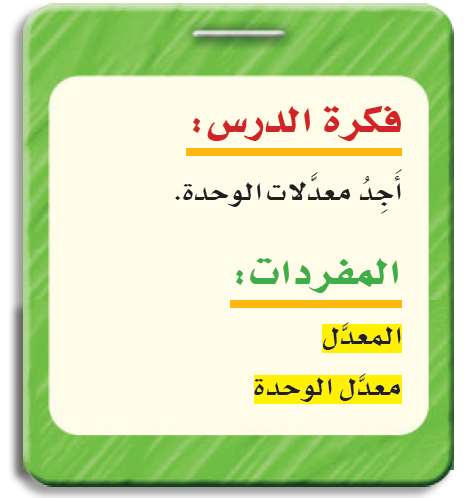 فكرة الدرس:
أَجِدُ معدَّلات الوحدة.
المفردات:
المعدَّل
معدَّل الوحدة